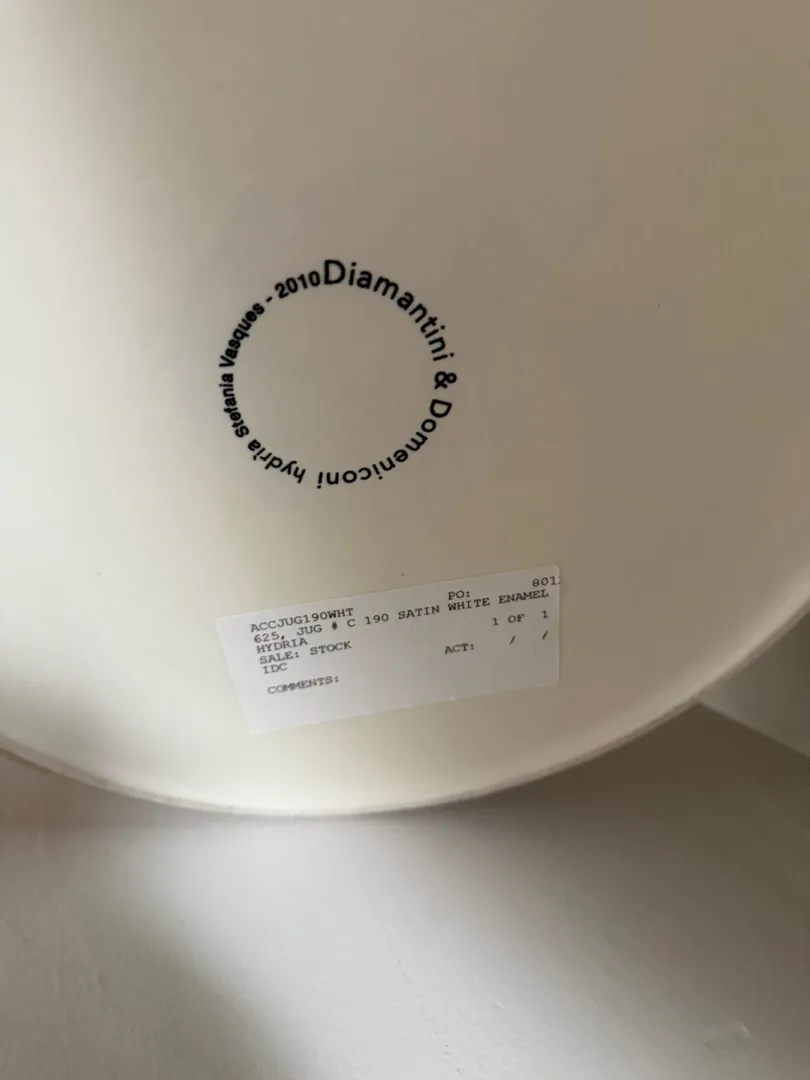 Diamantini & Domeniconi hydria Stefania Vasques - 2010
ACCJUG190WHT PO: 801
625, JUG # C 190 SATIN WHITE ENAMEL
HYDRIA 1 OF 1
SALE: STOCK
IDC ACT: / /
COMMENTS: